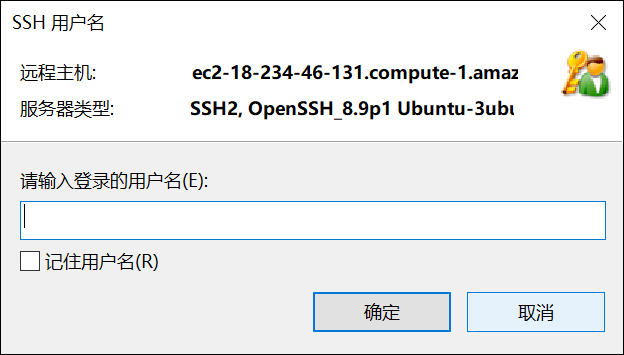 SSH 用户名
远程主机: ec2-18-234-46-131.compute-1.amaz
服务器类型: SSH2, OpenSSH_8.9p1 Ubuntu-3ubu
请输入登录的用户名(E):
记住用户名(R)
确定 取消